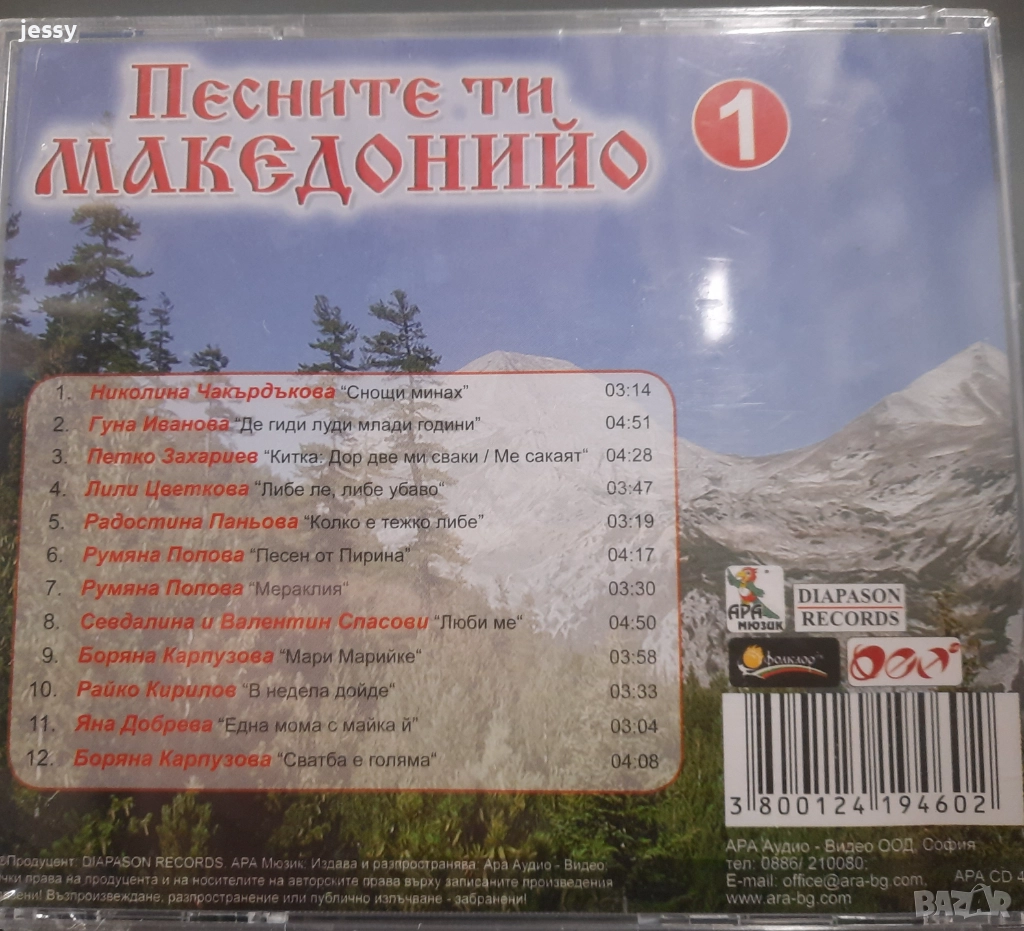 jessy
Песните ти
Македонийо
1
1. Николина Чакърдъкова "Снощи минах" 03:14
2. Гуна Иванова "Де гиди луди млади години" 04:51
3. Петко Захариев "Китка: Дор две ми сваки / Ме сакаят" 04:28
4. Лили Цветкова "Либе ле, либе убаво" 03:47
5. Радостина Паньова "Колко е тежко либе" 03:19
6. Румяна Попова "Песен от Пирина" 04:17
7. Румяна Попова "Мераклия" 03:30
8. Севдалина и Валентин Спасови "Люби ме" 04:50
9. Боряна Карпузова "Мари Марийке" 03:58
10. Райко Кирилов "В недела дойде" 03:33
11. Яна Добрева "Една мома с майка й" 03:04
12. Боряна Карпузова "Сватба е голяма" 04:08
АРА МЮЗИК
DIAPASON
RECORDS
Фолклор
3 800124 194602
АРА Аудио - Видео ООД, София
тел: 0886/ 210080;
E-mail: office@ara-bg.com,
www.ara-bg.com
АРА CD 4
Продуцент: DIAPASON RECORDS. АРА Мюзик: Издава и разпространява: Ара Аудио - Видео
чки права на продуцента и на носителите на авторските права върху записаните произведения
Възпроизвеждане, разпространение или публично излъчване - забранени!
BAZAR